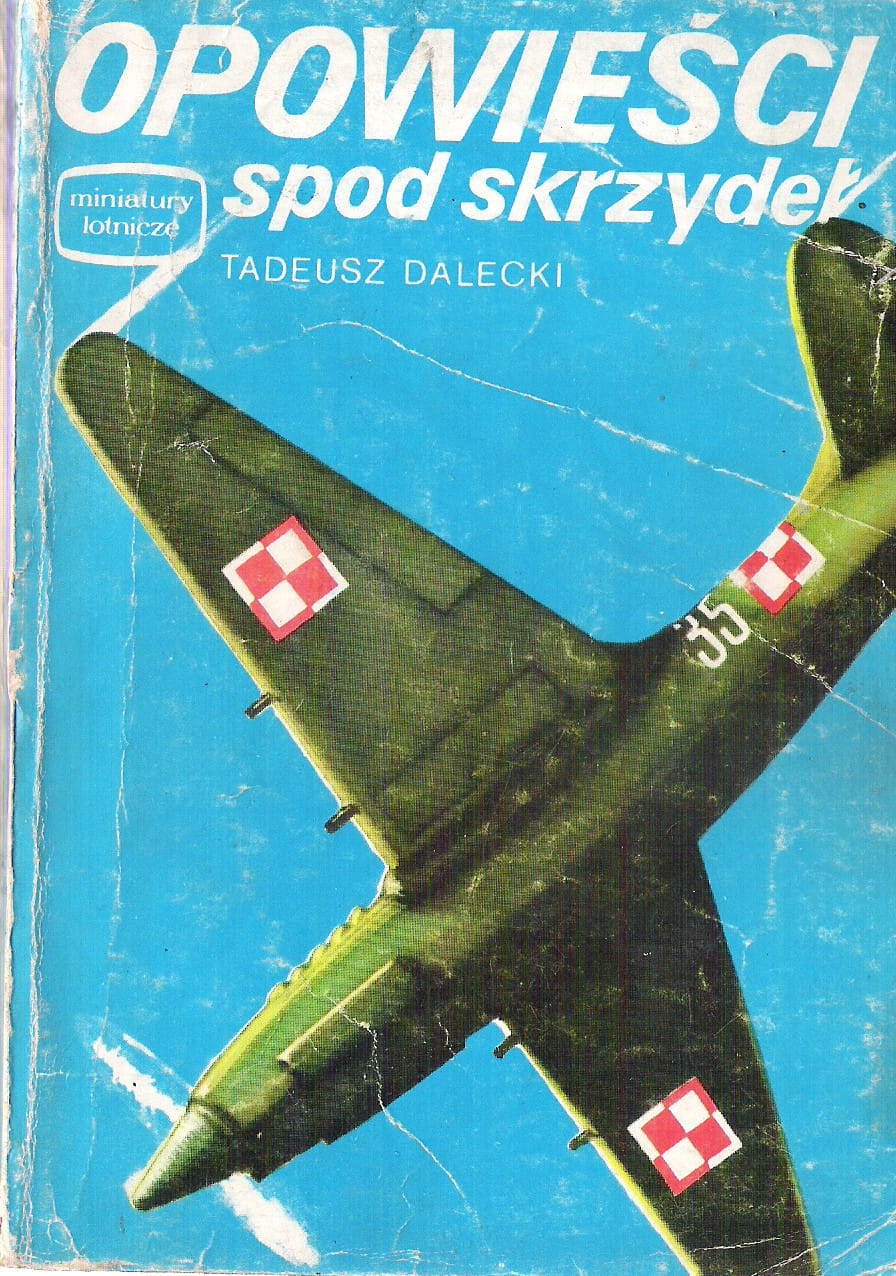 OPOWIEŚCI
spod skrzydeł
miniatury
lotnicze
TADEUSZ DALECKI
35